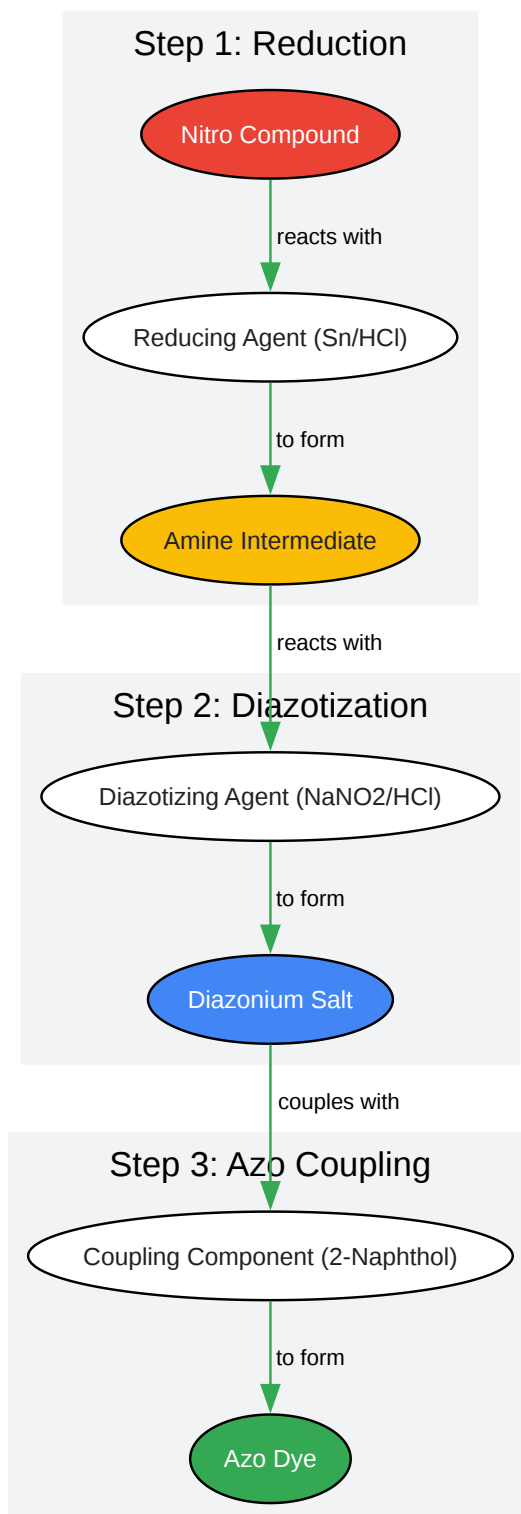 Step 1: Reduction
Nitro Compound
reacts with
Reducing Agent (Sn/HCl)
to form
Amine Intermediate
reacts with
Step 2: Diazotization
Diazotizing Agent (NaNO2/HCl)
to form
Diazonium Salt
couples with
Step 3: Azo Coupling
Coupling Component (2-Naphthol)
to form
Azo Dye